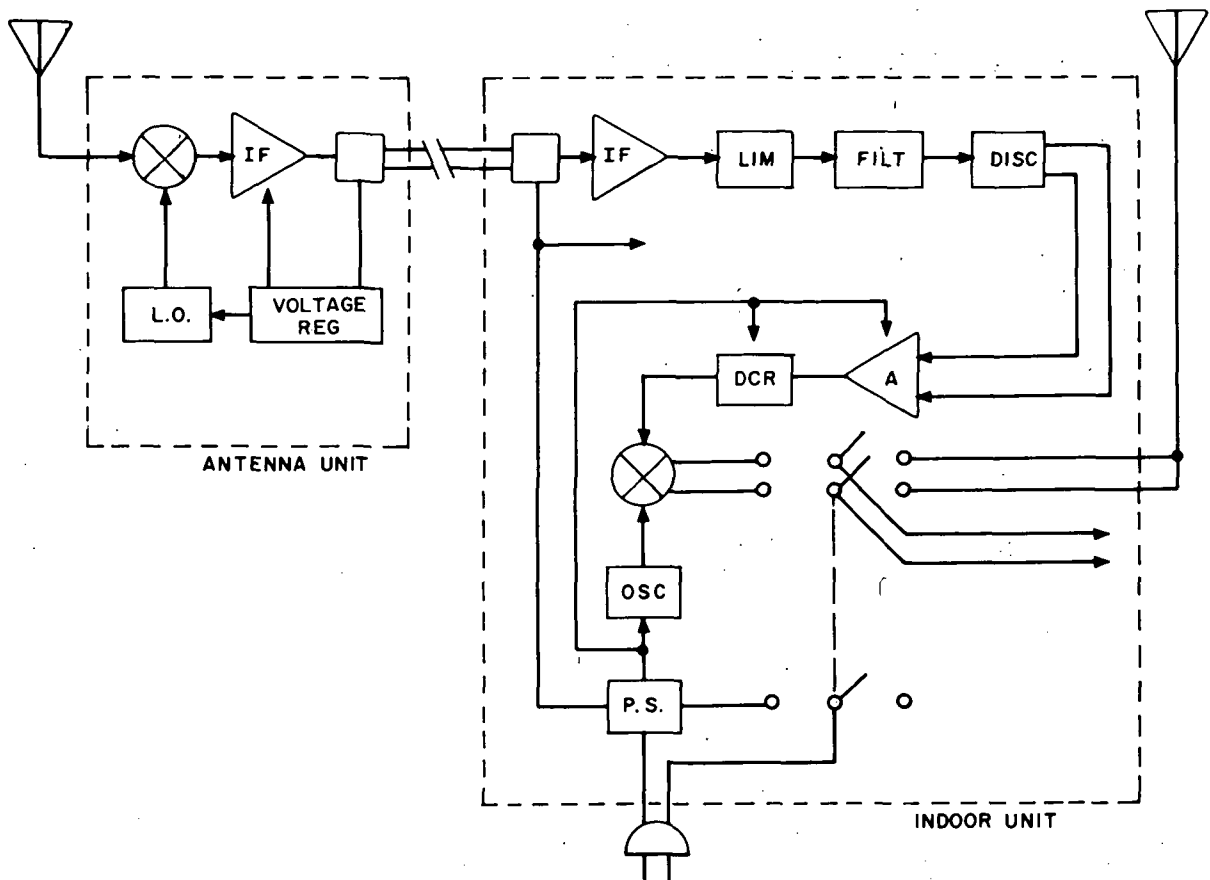 IF
IF
LIM
FILT
DISC
L.O.
VOLTAGE
REG
DCR
A
ANTENNA UNIT
OSC
P.S.
INDOOR UNIT